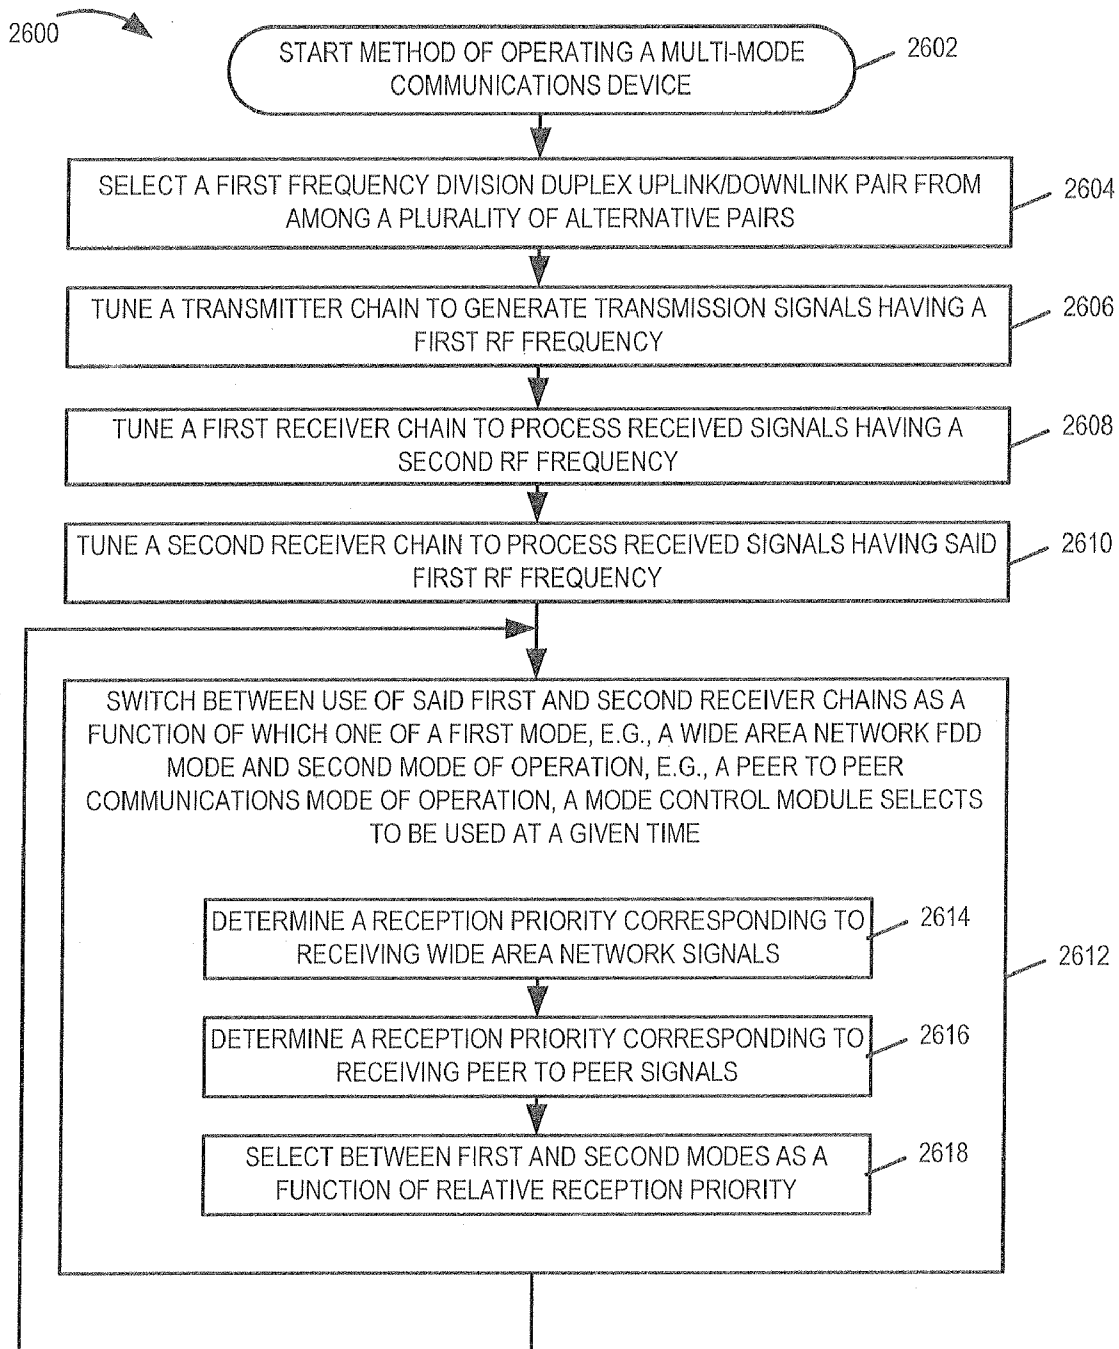 2600
START METHOD OF OPERATING A MULTI-MODE
COMMUNICATIONS DEVICE
2602
SELECT A FIRST FREQUENCY DIVISION DUPLEX UPLINK/DOWNLINK PAIR FROM
AMONG A PLURALITY OF ALTERNATIVE PAIRS
2604
TUNE A TRANSMITTER CHAIN TO GENERATE TRANSMISSION SIGNALS HAVING A
FIRST RF FREQUENCY
2606
TUNE A FIRST RECEIVER CHAIN TO PROCESS RECEIVED SIGNALS HAVING A
SECOND RF FREQUENCY
2608
TUNE A SECOND RECEIVER CHAIN TO PROCESS RECEIVED SIGNALS HAVING SAID
FIRST RF FREQUENCY
2610
SWITCH BETWEEN USE OF SAID FIRST AND SECOND RECEIVER CHAINS AS A
FUNCTION OF WHICH ONE OF A FIRST MODE, E.G., A WIDE AREA NETWORK FDD
MODE AND SECOND MODE OF OPERATION, E.G., A PEER TO PEER
COMMUNICATIONS MODE OF OPERATION, A MODE CONTROL MODULE SELECTS
TO BE USED AT A GIVEN TIME
DETERMINE A RECEPTION PRIORITY CORRESPONDING TO
RECEIVING WIDE AREA NETWORK SIGNALS
2614
2612
DETERMINE A RECEPTION PRIORITY CORRESPONDING TO
RECEIVING PEER TO PEER SIGNALS
2616
SELECT BETWEEN FIRST AND SECOND MODES AS A
FUNCTION OF RELATIVE RECEPTION PRIORITY
2618